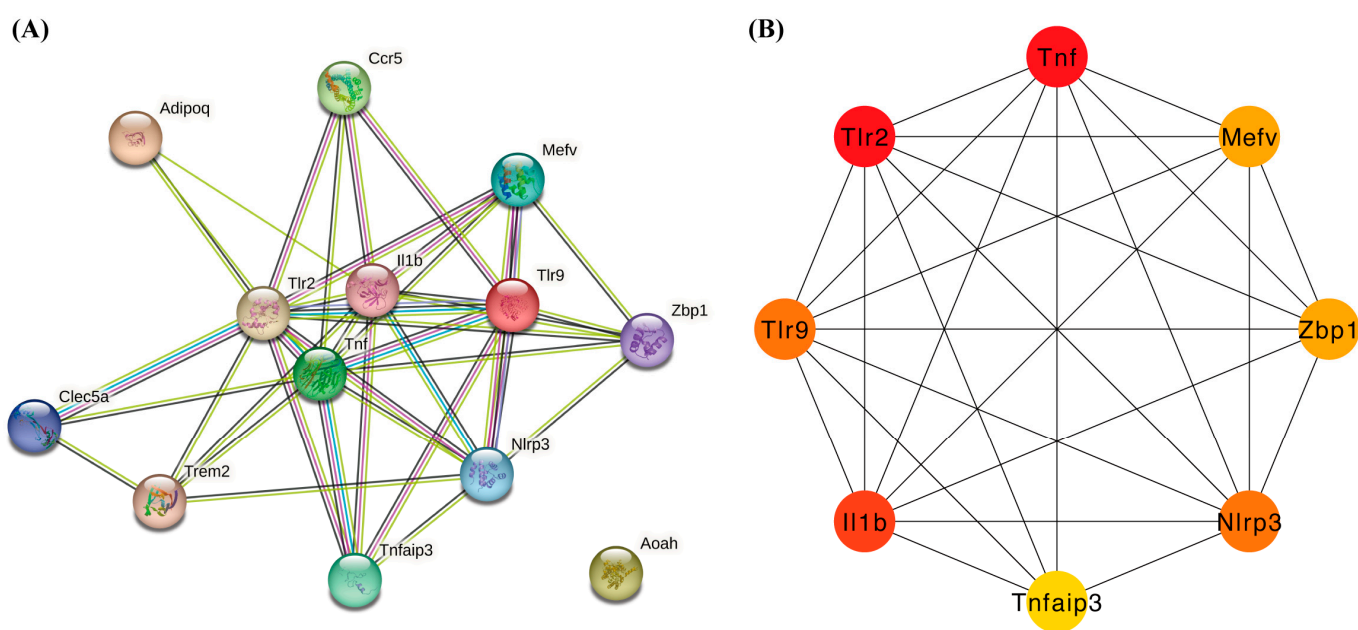 (A)
Ccr5
Adipoq
Mefv
Il1b
Tlr2
Tlr9
Zbp1
Tnf
Clec5a
Nlrp3
Trem2
Tnfaip3
Aoah
(B)
Tnf
Tlr2
Mefv
Tlr9
Zbp1
Il1b
Nlrp3
Tnfaip3